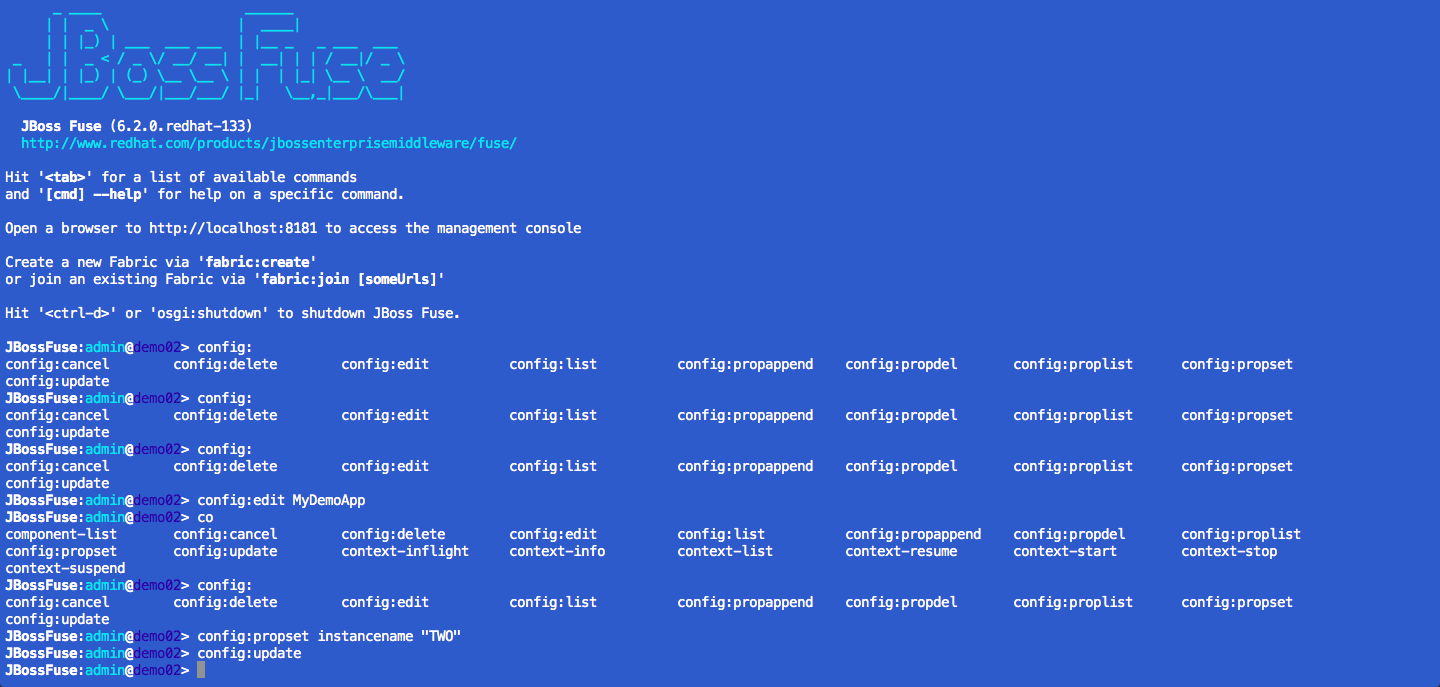 JBoss Fuse
JBoss Fuse (6.2.0.redhat-133)
http://www.redhat.com/products/jbossenterprisemiddleware/fuse/
Hit '<tab>' for a list of available commands
and '[cmd] --help' for help on a specific command.
Open a browser to http://localhost:8181 to access the management console
Create a new Fabric via 'fabric:create'
or join an existing Fabric via 'fabric:join [someUrls]'
Hit '<ctrl-d>' or 'osgi:shutdown' to shutdown JBoss Fuse.
JBossFuse:admin@demo02> config:
config:cancel config:delete config:edit config:list config:propappend config:propdel config:proplist config:propset
config:update
JBossFuse:admin@demo02> config:
config:cancel config:delete config:edit config:list config:propappend config:propdel config:proplist config:propset
config:update
JBossFuse:admin@demo02> config:
config:cancel config:delete config:edit config:list config:propappend config:propdel config:proplist config:propset
config:update
JBossFuse:admin@demo02> config:edit MyDemoApp
JBossFuse:admin@demo02> co
component-list config:cancel config:delete config:edit config:list config:propappend config:propdel config:proplist
config:propset config:update context-inflight context-info context-list context-resume context-start context-stop
context-suspend
JBossFuse:admin@demo02> config:
config:cancel config:delete config:edit config:list config:propappend config:propdel config:proplist config:propset
config:update
JBossFuse:admin@demo02> config:propset instancename "TWO"
JBossFuse:admin@demo02> config:update
JBossFuse:admin@demo02>